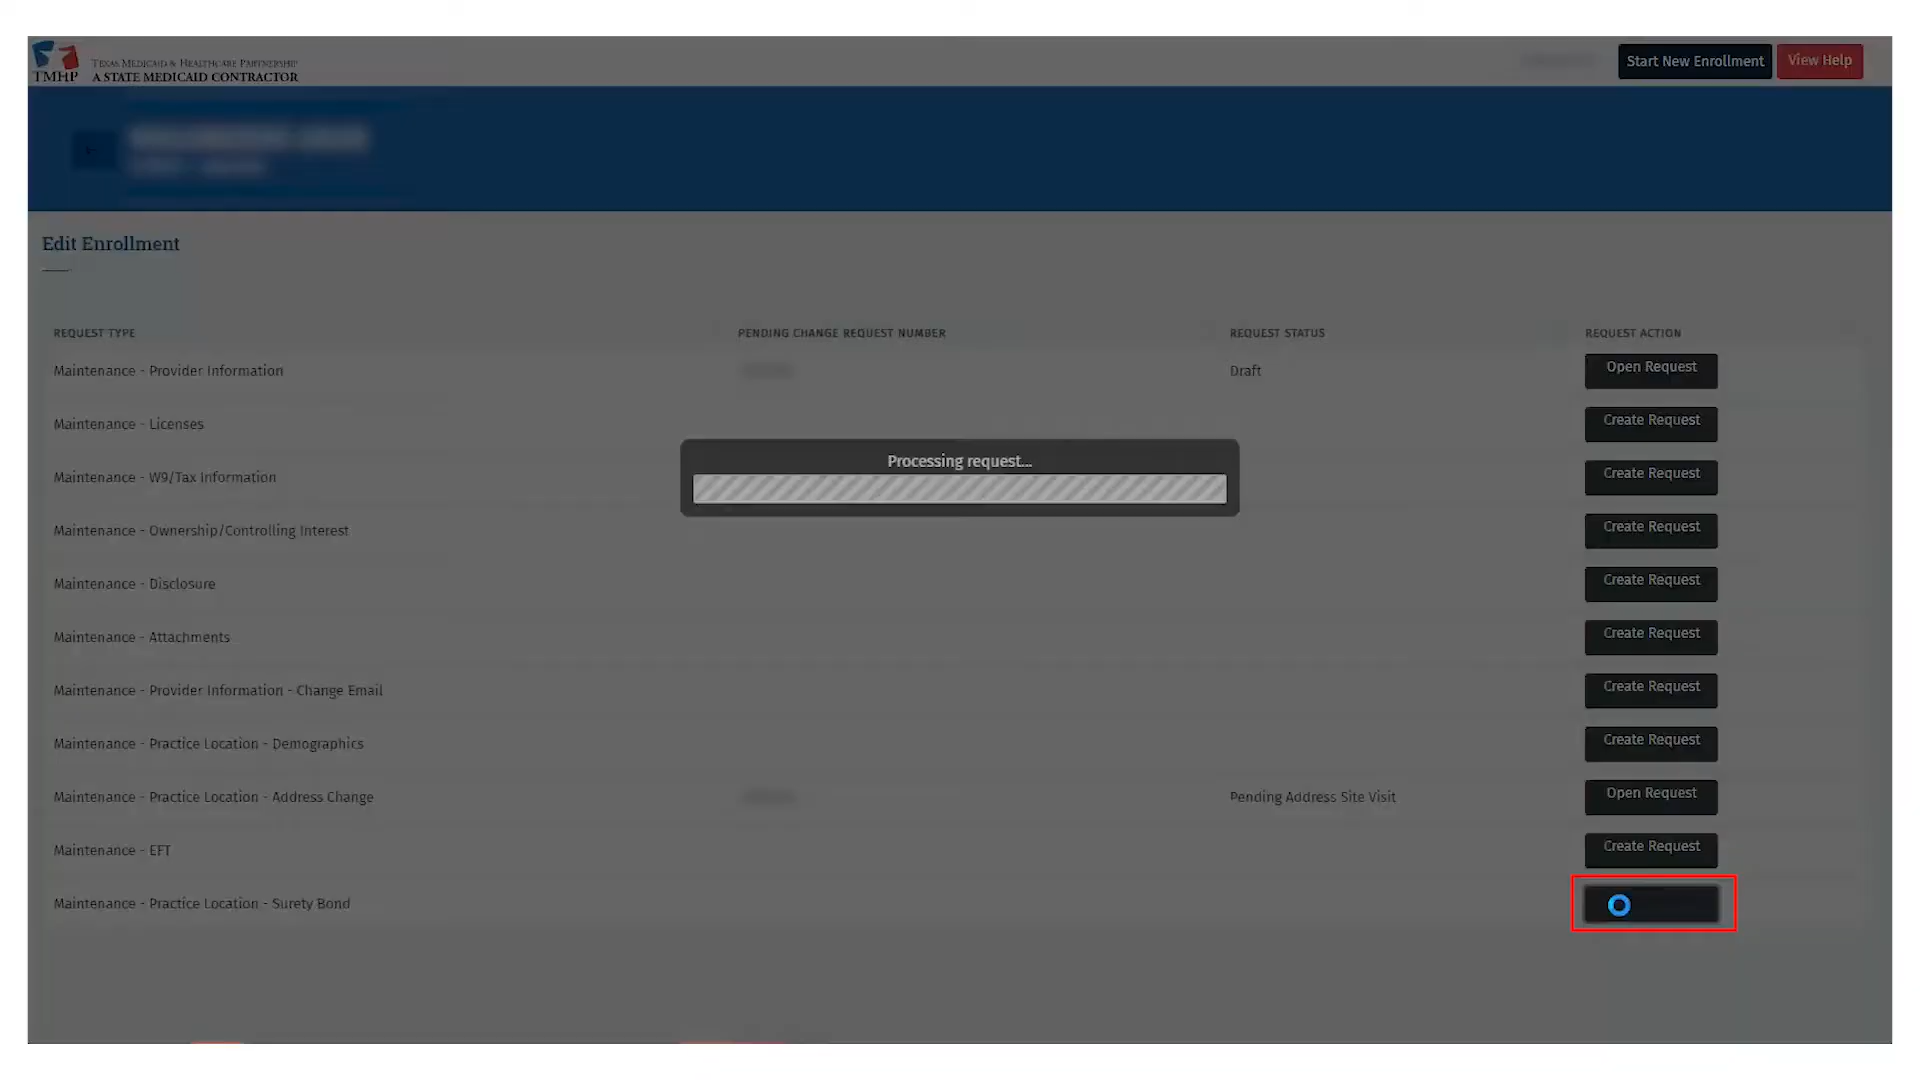 TMHP
TEXAS MEDICAID & HEALTHCARE PARTNERSHIP
A STATE MEDICAID CONTRACTOR
Start New Enrollment
View Help
Edit Enrollment
REQUEST TYPE PENDING CHANGE REQUEST NUMBER REQUEST STATUS REQUEST ACTION
Maintenance - Provider Information Draft Open Request
Maintenance - Licenses Create Request
Processing request...
Maintenance - W9/Tax Information Create Request
Maintenance - Ownership/Controlling Interest Create Request
Maintenance - Disclosure Create Request
Maintenance - Attachments Create Request
Maintenance - Provider Information - Change Email Create Request
Maintenance - Practice Location - Demographics Create Request
Maintenance - Practice Location - Address Change Pending Address Site Visit Open Request
Maintenance - EFT Create Request
Maintenance - Practice Location - Surety Bond